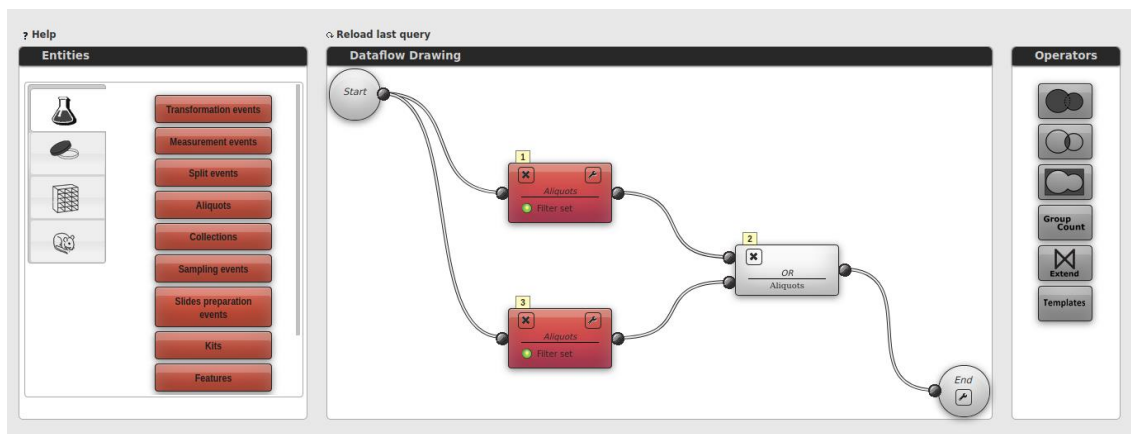 ? Help
Reload last query
Entities
Dataflow Drawing
Operators
Transformation events
Measurement events
Split events
Aliquots
Collections
Sampling events
Slides preparation
events
Kits
Features
Start
1
Aliquots
Filter set
3
Aliquots
Filter set
2
OR
Aliquots
End
Group
Count
Extend
Templates